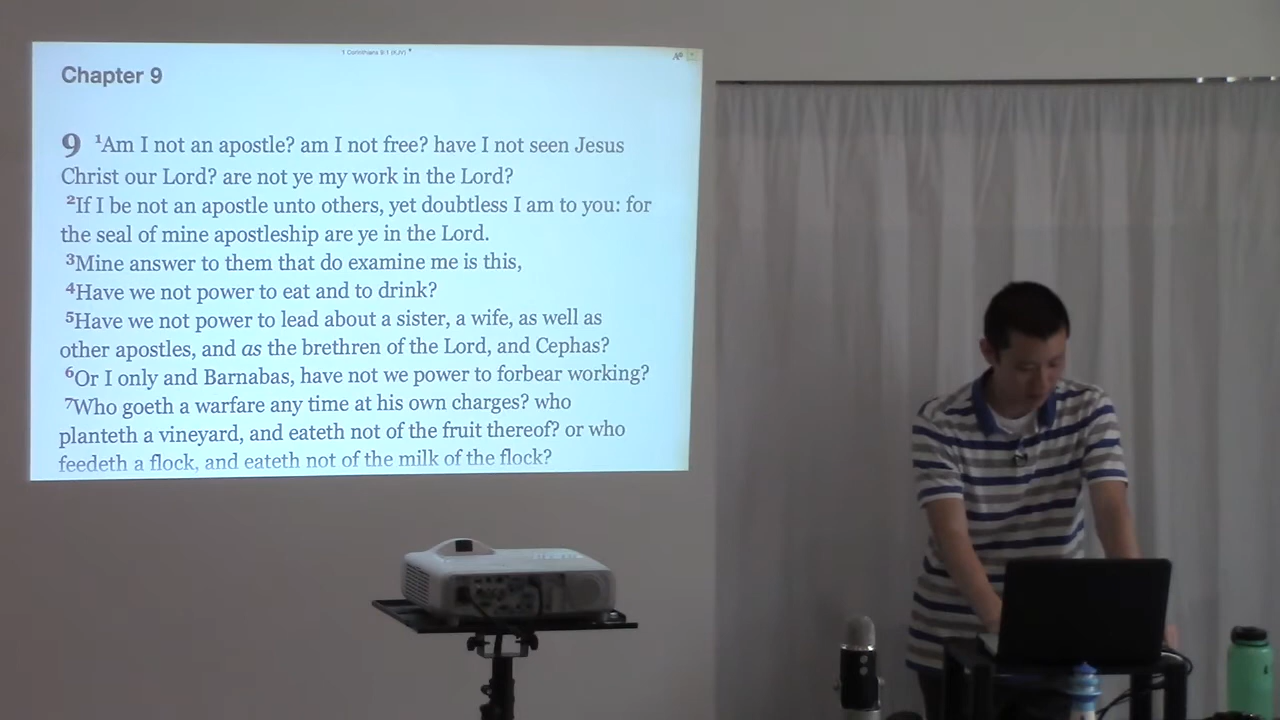 1 Corinthians 9:1 (KJV)
Chapter 9
9 ¹Am I not an apostle? am I not free? have I not seen Jesus
Christ our Lord? are not ye my work in the Lord?
²If I be not an apostle unto others, yet doubtless I am to you: for
the seal of mine apostleship are ye in the Lord.
³Mine answer to them that do examine me is this,
⁴Have we not power to eat and to drink?
⁵Have we not power to lead about a sister, a wife, as well as
other apostles, and as the brethren of the Lord, and Cephas?
⁶Or I only and Barnabas, have not we power to forbear working?
⁷Who goeth a warfare any time at his own charges? who
planteth a vineyard, and eateth not of the fruit thereof? or who
feedeth a flock, and eateth not of the milk of the flock?